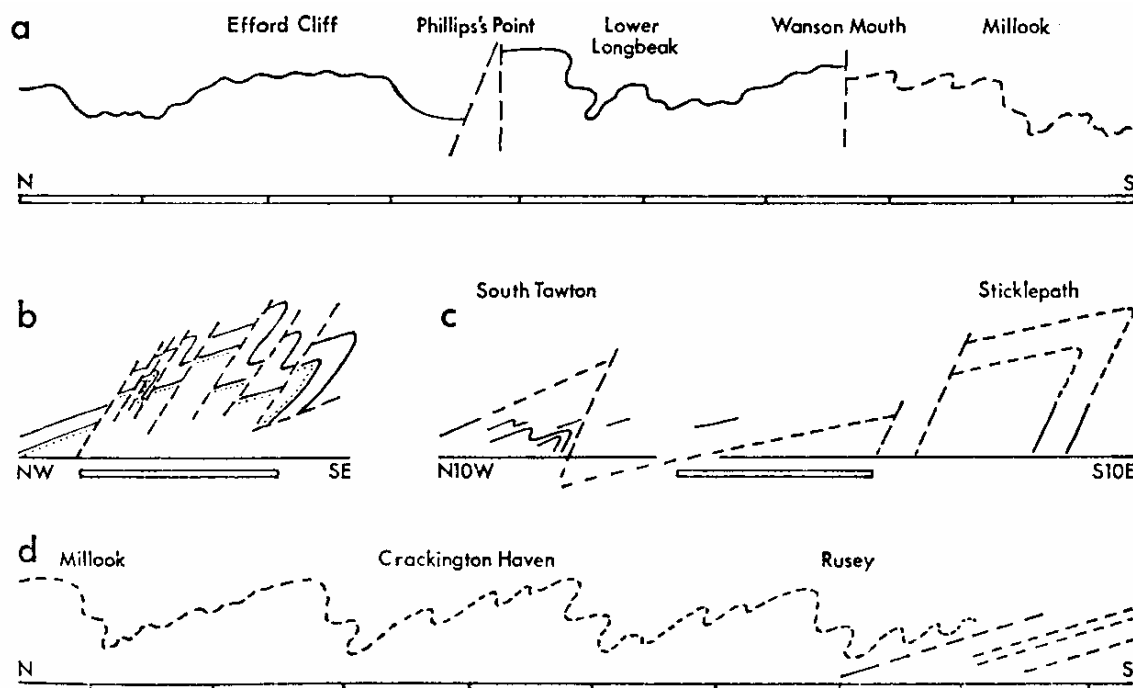 a
Efford Cliff
Phillips's Point
Lower
Longbeak
Wanson Mouth
Millook
N
S
b
NW
SE
c
South Tawton
Sticklepath
N10W
S10E
d
Millook
Crackington Haven
Rusey
N
S